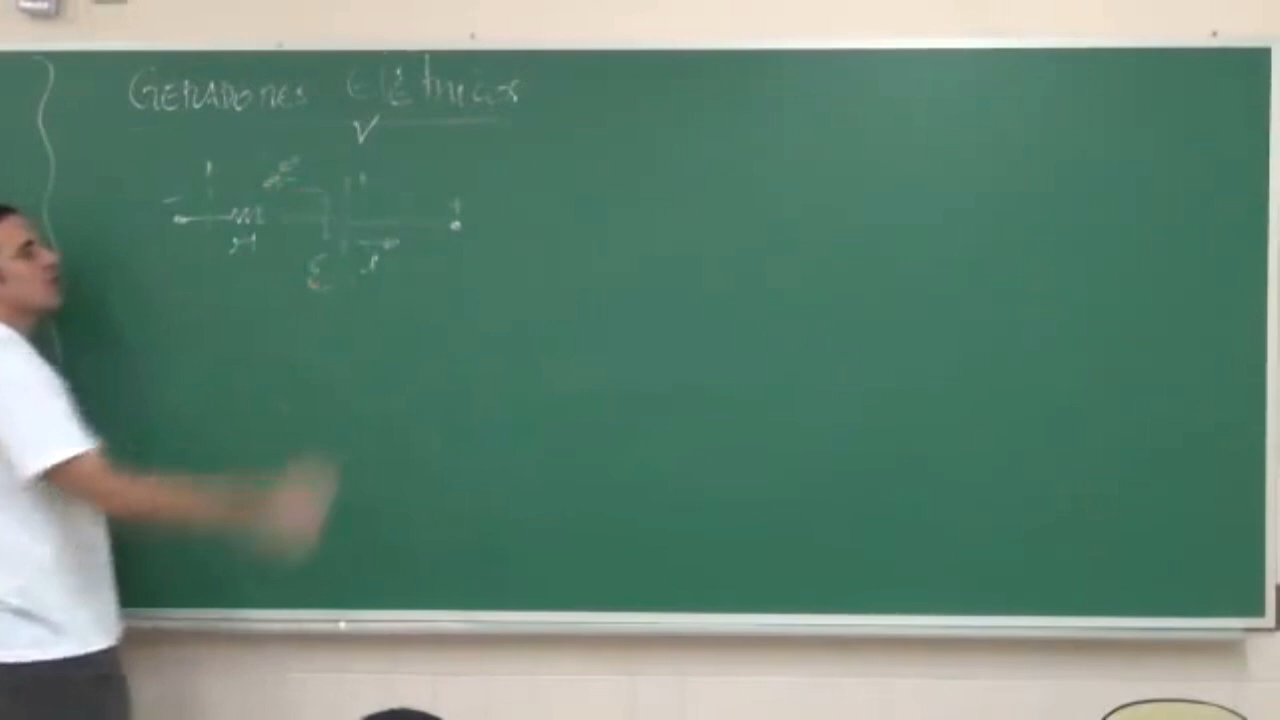 GERADORES ELÉTRICOS
V
- +
r
ε i